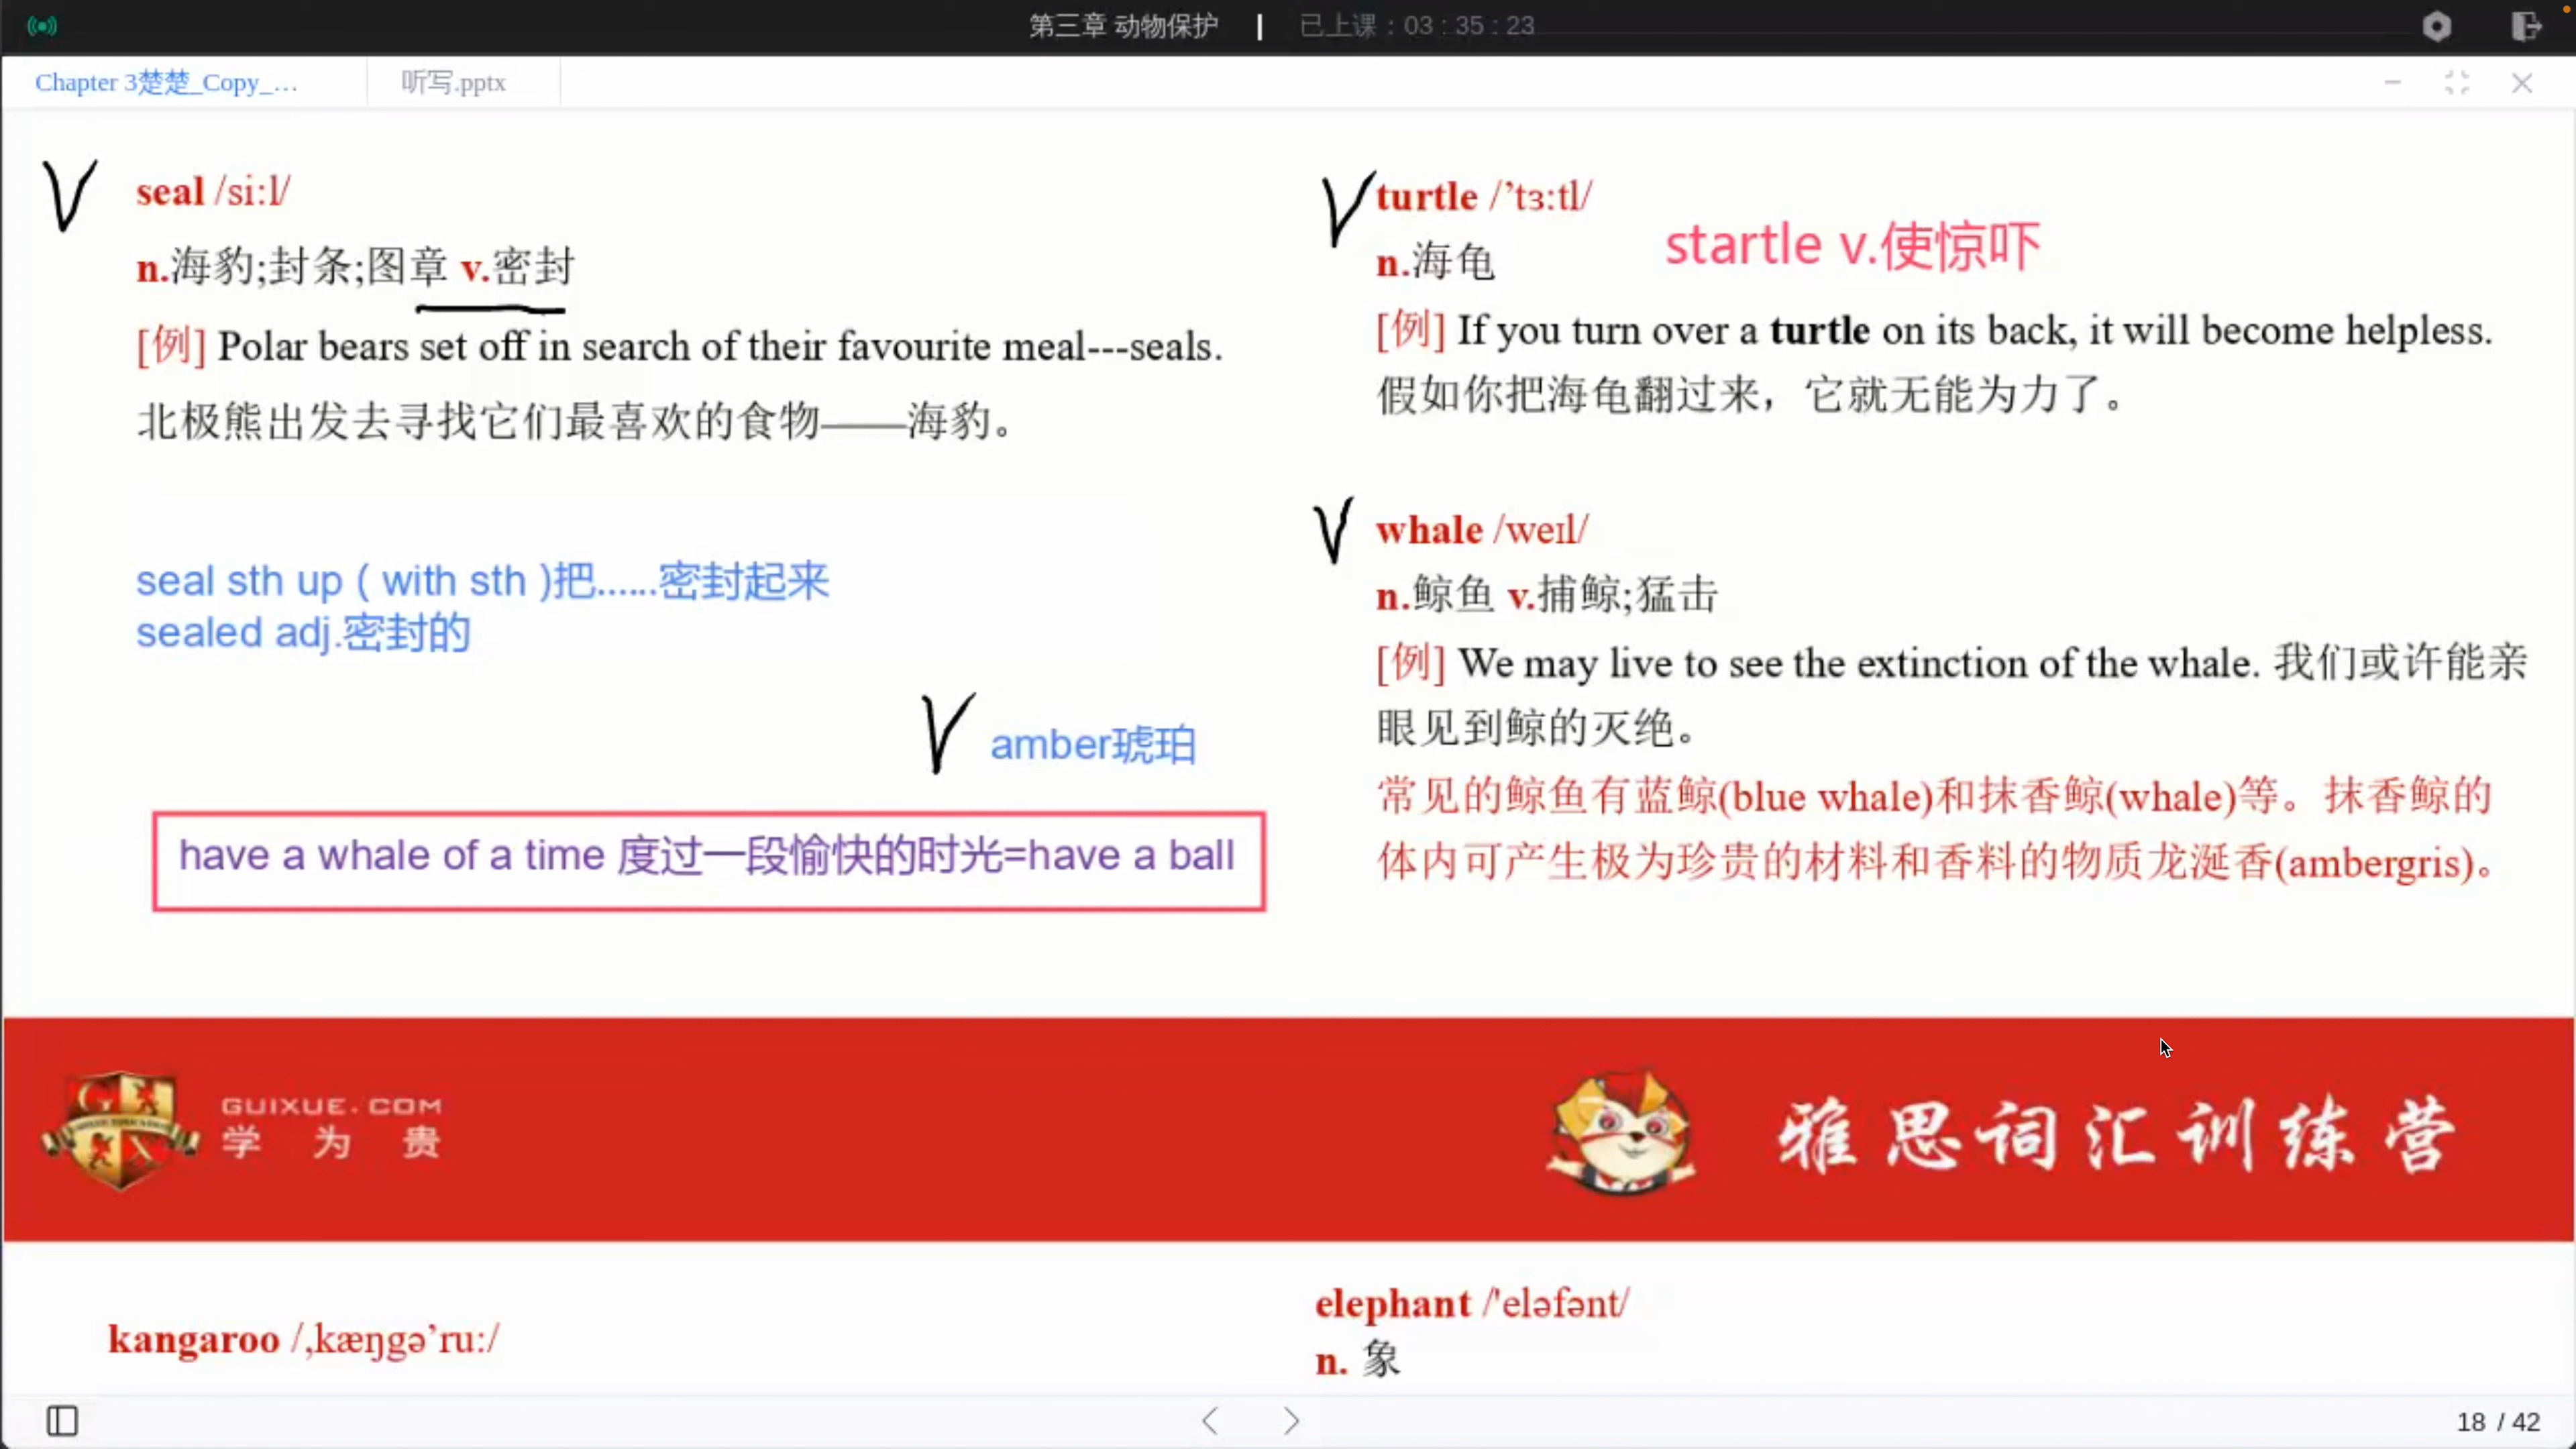 第三章 动物保护 | 已上课：03：35：23
Chapter 3楚楚_Copy_… 听写.pptx
seal /si:l/
n.海豹;封条;图章 v.密封
[例] Polar bears set off in search of their favourite meal---seals.
北极熊出发去寻找它们最喜欢的食物——海豹。
seal sth up ( with sth )把......密封起来
sealed adj.密封的
amber琥珀
have a whale of a time 度过一段愉快的时光=have a ball
turtle /’tɜ:tl/
startle v.使惊吓
n.海龟
[例] If you turn over a turtle on its back, it will become helpless.
假如你把海龟翻过来，它就无能为力了。
whale /weɪl/
n.鲸鱼 v.捕鲸;猛击
[例] We may live to see the extinction of the whale. 我们或许能亲
眼见到鲸的灭绝。
常见的鲸鱼有蓝鲸(blue whale)和抹香鲸(whale)等。抹香鲸的
体内可产生极为珍贵的材料和香料的物质龙涎香(ambergris)。
GUIXUE.COM
学为贵
雅思词汇训练营
kangaroo /,kæŋgə’ru:/
elephant /'eləfənt/
n. 象
18 / 42